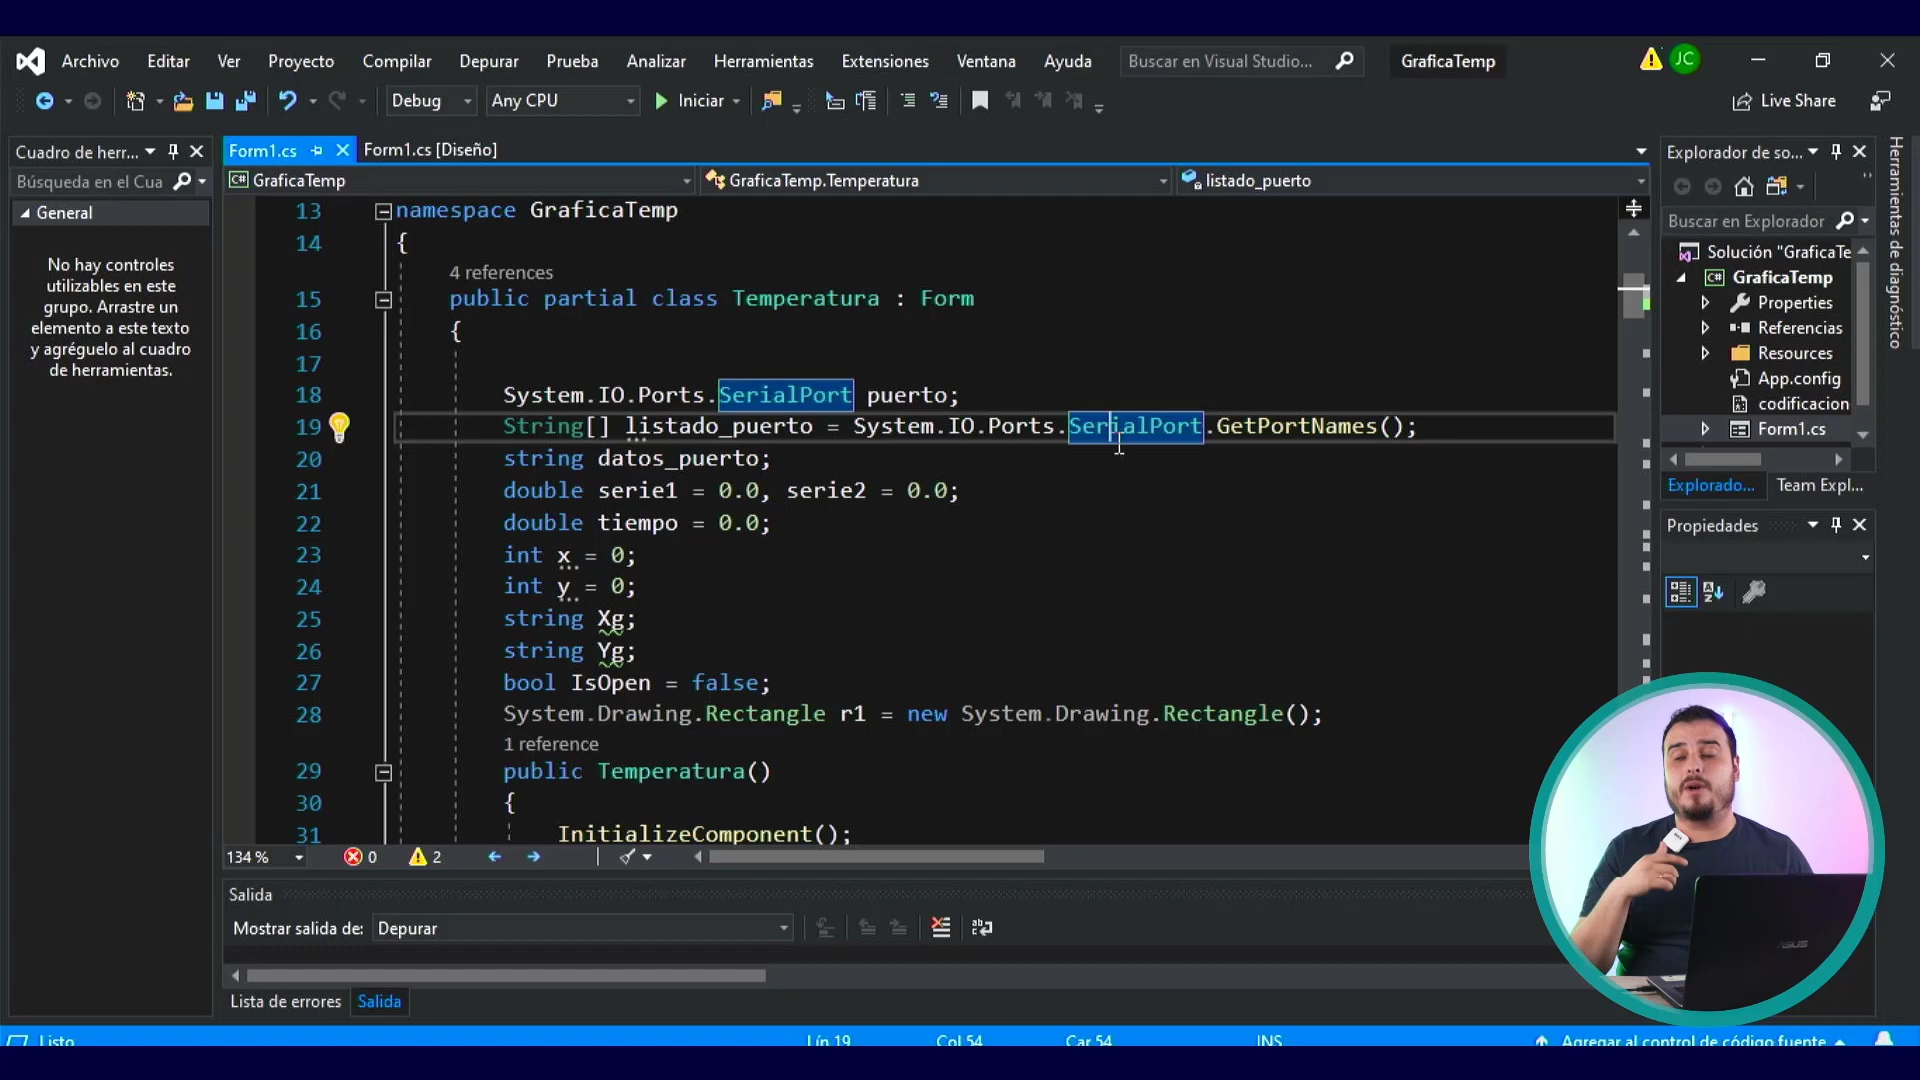 Archivo Editar Ver Proyecto Compilar Depurar Prueba Analizar Herramientas Extensiones Ventana Ayuda Buscar en Visual Studio... GraficaTemp JC
Debug Any CPU Iniciar Live Share
Cuadro de herr...
Búsqueda en el Cua
General
No hay controles
utilizables en este
grupo. Arrastre un
elemento a este texto
y agréguelo al cuadro
de herramientas.
Form1.cs Form1.cs [Diseño]
C# GraficaTemp GraficaTemp.Temperatura listado_puerto
13 namespace GraficaTemp
14 {
4 references
15 public partial class Temperatura : Form
16 {
17
18 System.IO.Ports.SerialPort puerto;
19 String[] listado_puerto = System.IO.Ports.SerialPort.GetPortNames();
20 string datos_puerto;
21 double serie1 = 0.0, serie2 = 0.0;
22 double tiempo = 0.0;
23 int x = 0;
24 int y = 0;
25 string Xg;
26 string Yg;
27 bool IsOpen = false;
28 System.Drawing.Rectangle r1 = new System.Drawing.Rectangle();
1 reference
29 public Temperatura()
30 {
31 InitializeComponent();
134 % 0 2
Salida
Mostrar salida de: Depurar
Lista de errores Salida
Explorador de so...
Buscar en Explorador
Solución "GraficaTe
C# GraficaTemp
Properties
Referencias
Resources
App.config
codificacion
Form1.cs
Explorado... Team Expl...
Propiedades
Herramientas de diagnóstico
ASUS
Listo Lín 19 Col 54 Car 54 INS Agregar al control de código fuente